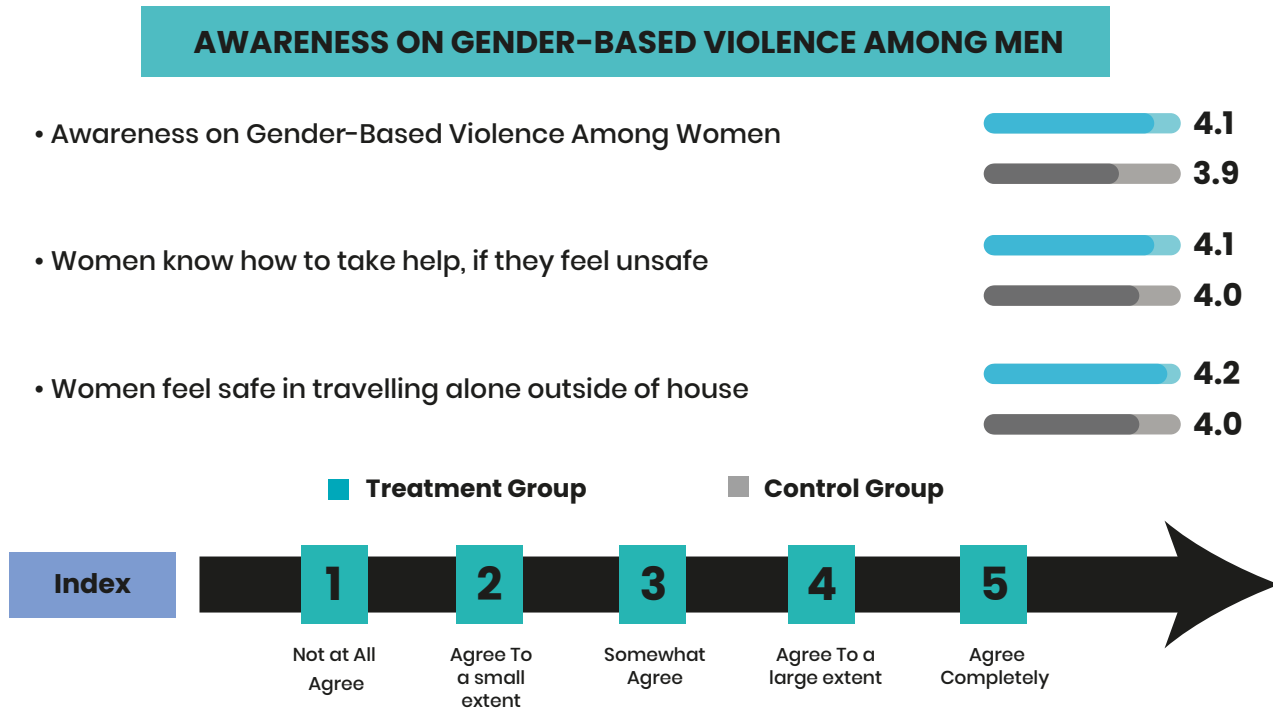 AWARENESS ON GENDER-BASED VIOLENCE AMONG MEN
• Awareness on Gender-Based Violence Among Women
4.1
3.9
• Women know how to take help, if they feel unsafe
4.1
4.0
• Women feel safe in travelling alone outside of house
4.2
4.0
Treatment Group
Control Group
Index
1
2
3
4
5
Not at All
Agree
Agree To
a small
extent
Somewhat
Agree
Agree To a
large extent
Agree
Completely